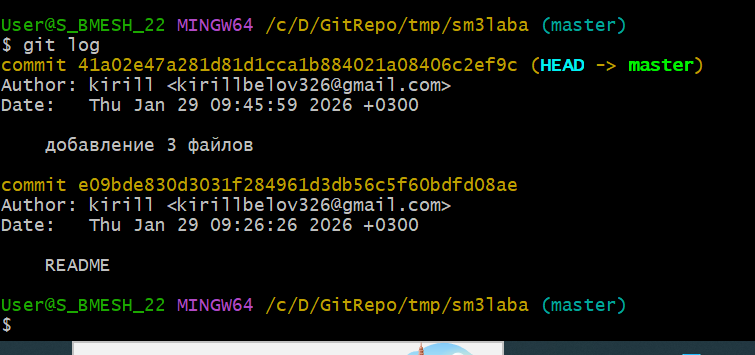 User@S_BMESH_22 MINGW64 /c/D/GitRepo/tmp/sm3laba (master)
$ git log
commit 41a02e47a281d81d1cca1b884021a08406c2ef9c (HEAD -> master)
Author: kirill <kirillbelov326@gmail.com>
Date:   Thu Jan 29 09:45:59 2026 +0300
добавление 3 файлов
commit e09bde830d3031f284961d3db56c5f60bdfd08ae
Author: kirill <kirillbelov326@gmail.com>
Date:   Thu Jan 29 09:26:26 2026 +0300
README
User@S_BMESH_22 MINGW64 /c/D/GitRepo/tmp/sm3laba (master)
$